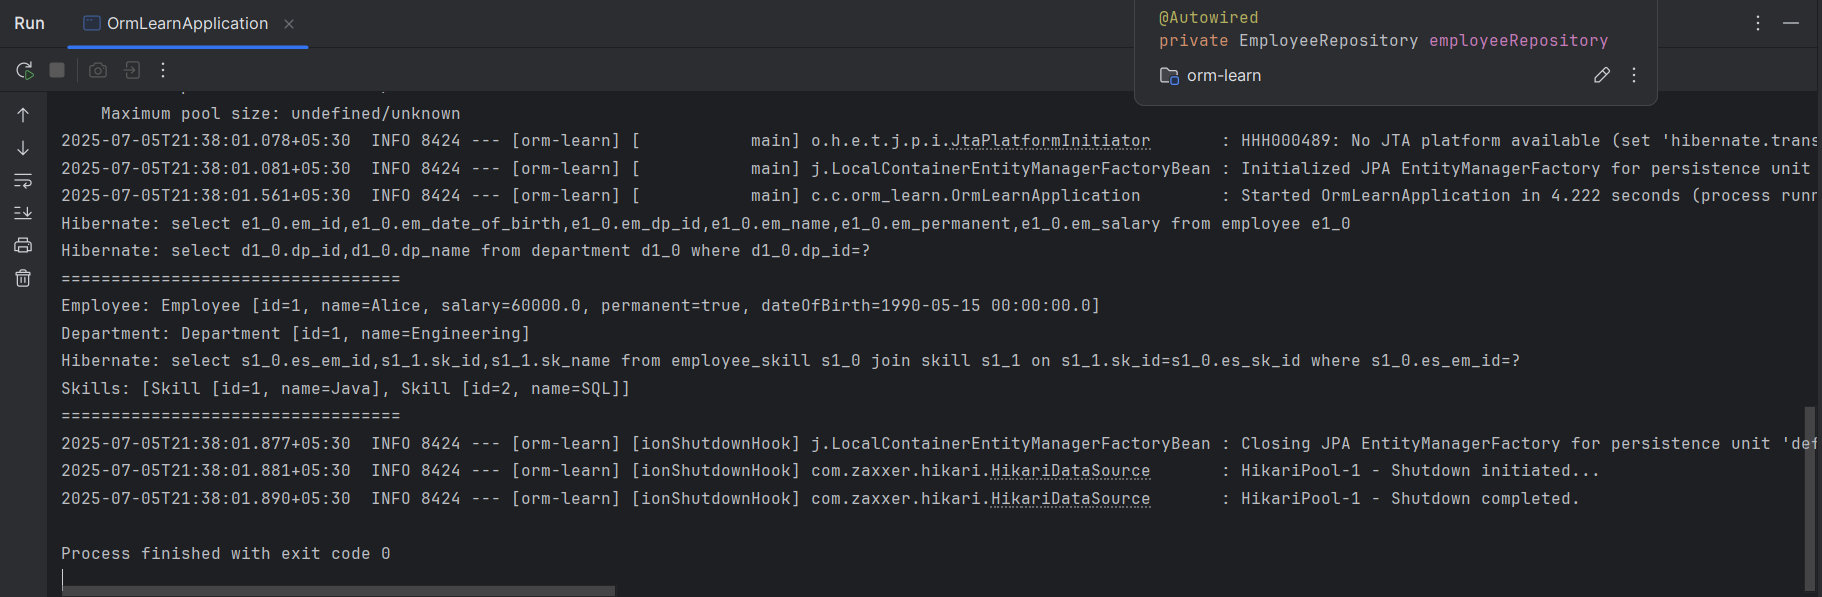 Run
OrmLearnApplication
@Autowired
private EmployeeRepository employeeRepository
orm-learn
    Maximum pool size: undefined/unknown
2025-07-05T21:38:01.078+05:30  INFO 8424 --- [orm-learn] [           main] o.h.e.t.j.p.i.JtaPlatformInitiator       : HHH000489: No JTA platform available (set 'hibernate.trans
2025-07-05T21:38:01.081+05:30  INFO 8424 --- [orm-learn] [           main] j.LocalContainerEntityManagerFactoryBean : Initialized JPA EntityManagerFactory for persistence unit
2025-07-05T21:38:01.561+05:30  INFO 8424 --- [orm-learn] [           main] c.c.orm_learn.OrmLearnApplication        : Started OrmLearnApplication in 4.222 seconds (process runn
Hibernate: select e1_0.em_id,e1_0.em_date_of_birth,e1_0.em_dp_id,e1_0.em_name,e1_0.em_permanent,e1_0.em_salary from employee e1_0
Hibernate: select d1_0.dp_id,d1_0.dp_name from department d1_0 where d1_0.dp_id=?
==================================
Employee: Employee [id=1, name=Alice, salary=60000.0, permanent=true, dateOfBirth=1990-05-15 00:00:00.0]
Department: Department [id=1, name=Engineering]
Hibernate: select s1_0.es_em_id,s1_1.sk_id,s1_1.sk_name from employee_skill s1_0 join skill s1_1 on s1_1.sk_id=s1_0.es_sk_id where s1_0.es_em_id=?
Skills: [Skill [id=1, name=Java], Skill [id=2, name=SQL]]
==================================
2025-07-05T21:38:01.877+05:30  INFO 8424 --- [orm-learn] [ionShutdownHook] j.LocalContainerEntityManagerFactoryBean : Closing JPA EntityManagerFactory for persistence unit 'def
2025-07-05T21:38:01.881+05:30  INFO 8424 --- [orm-learn] [ionShutdownHook] com.zaxxer.hikari.HikariDataSource       : HikariPool-1 - Shutdown initiated...
2025-07-05T21:38:01.890+05:30  INFO 8424 --- [orm-learn] [ionShutdownHook] com.zaxxer.hikari.HikariDataSource       : HikariPool-1 - Shutdown completed.
Process finished with exit code 0